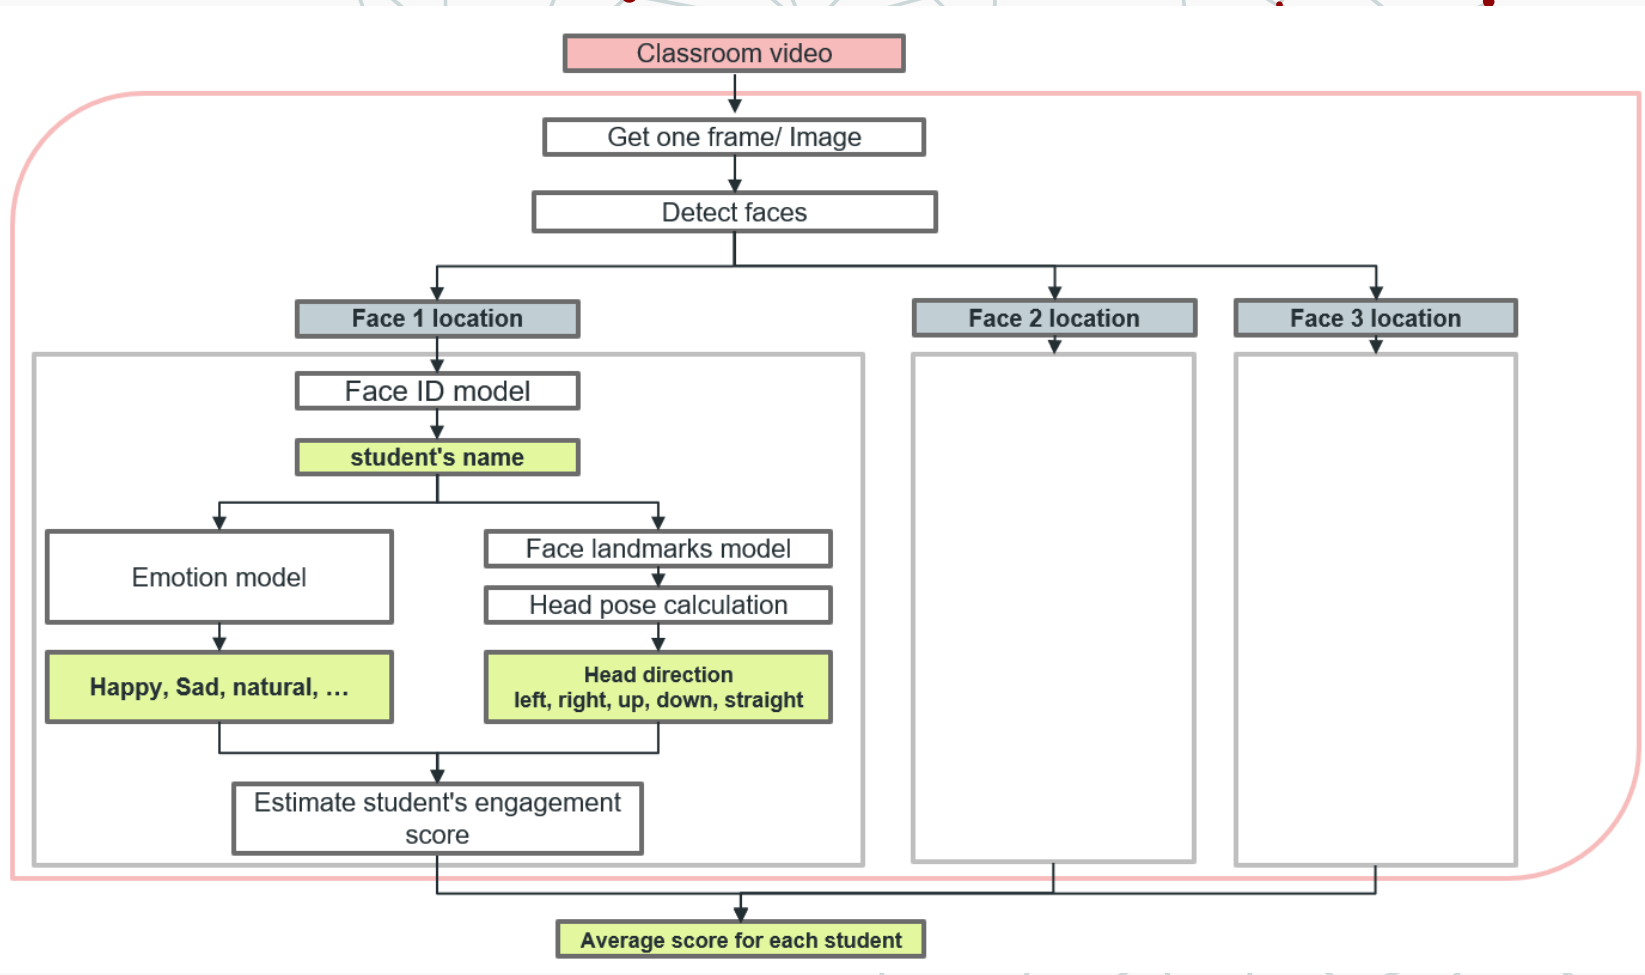 Classroom video
Get one frame/ Image
Detect faces
Face 1 location
Face 2 location
Face 3 location
Face ID model
student's name
Emotion model
Face landmarks model
Head pose calculation
Happy, Sad, natural, ...
Head direction
left, right, up, down, straight
Estimate student's engagement
score
Average score for each student